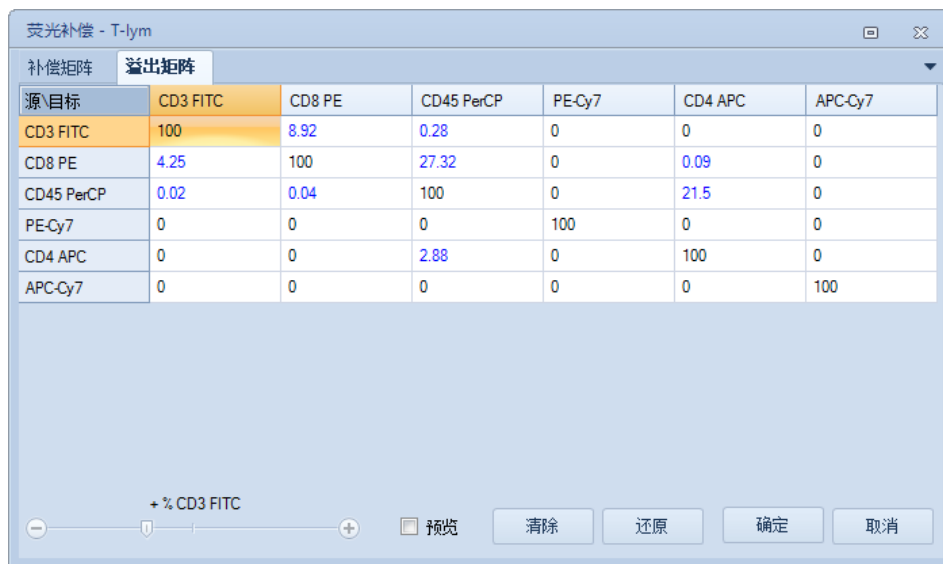 荧光补偿 - T-lym
补偿矩阵 溢出矩阵
源\目标 CD3 FITC CD8 PE CD45 PerCP PE-Cy7 CD4 APC APC-Cy7
CD3 FITC 100 8.92 0.28 0 0 0
CD8 PE 4.25 100 27.32 0 0.09 0
CD45 PerCP 0.02 0.04 100 0 21.5 0
PE-Cy7 0 0 0 100 0 0
CD4 APC 0 0 2.88 0 100 0
APC-Cy7 0 0 0 0 0 100
+ % CD3 FITC
预览 清除 还原 确定 取消